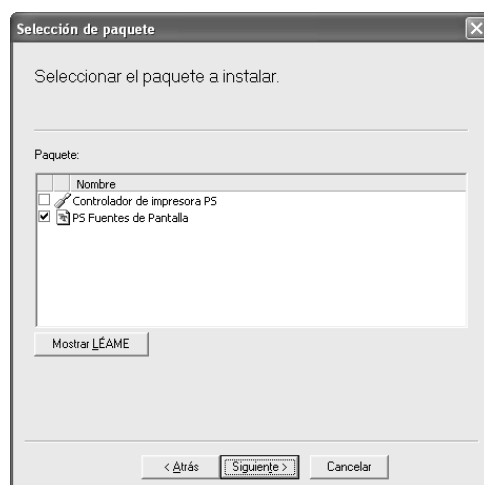 Selección de paquete
Seleccionar el paquete a instalar.
Paquete:
Nombre
Controlador de impresora PS
PS Fuentes de Pantalla
Mostrar LÉAME
< Atrás
Siguiente >
Cancelar